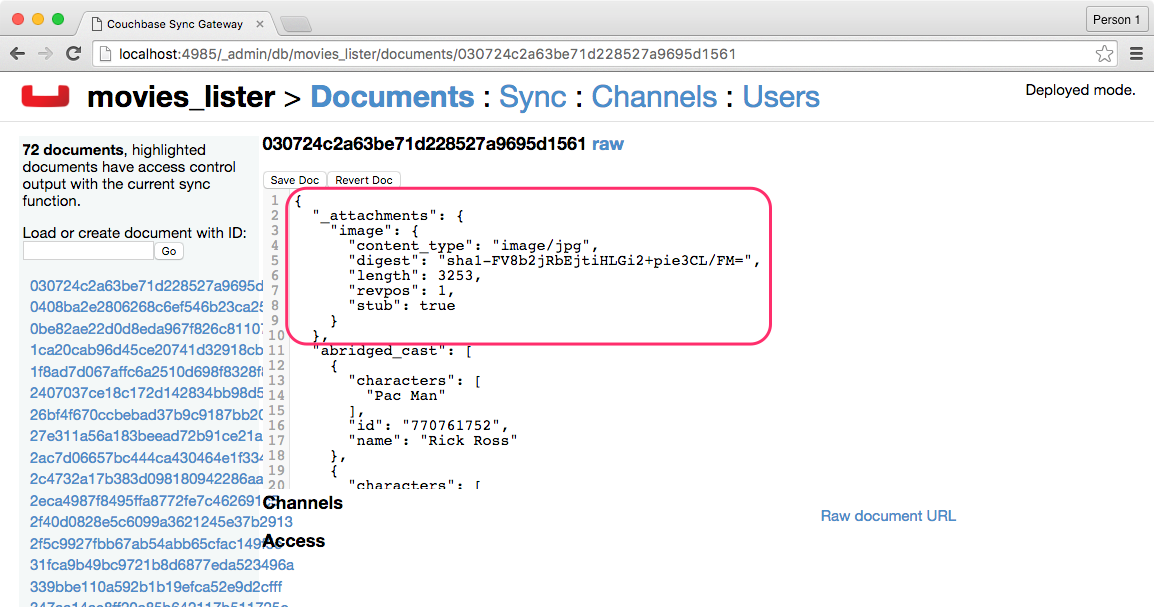 Couchbase Sync Gateway
Person 1
localhost:4985/_admin/db/movies_lister/documents/030724c2a63be71d228527a9695d1561
movies_lister > Documents : Sync : Channels : Users
Deployed mode.
72 documents, highlighted
documents have access control
output with the current sync
function.
Load or create document with ID:
Go
030724c2a63be71d228527a9695d
0408ba2e2806268c6ef546b23ca25
0be82ae22d0d8eda967f826c81107
1ca20cab96d45ce20741d32918cb
1f8ad7d067affc6a2510d698f8328f8
2407037ce18c172d142834bb98d5
26bf4f670ccbebad37b9c9187bb20
27e311a56a183beead72b91ce21a
2ac7d06657bc444ca430464e1f334
2c4732a17b383d098180942286aa
2eca4987f8495ffa8772fe7c462691
2f40d0828e5c6099a3621245e37b2913
2f5c9927fbb67ab54abb65cfac149
31fca9b49bc9721b8d6877eda523496a
339bbe110a592b1b19efca52e9d2cfff
030724c2a63be71d228527a9695d1561 raw
Save Doc Revert Doc
1 {
2 "_attachments": {
3 "image": {
4 "content_type": "image/jpg",
5 "digest": "sha1-FV8b2jRbEjtiHLGi2+pie3CL/FM=",
6 "length": 3253,
7 "revpos": 1,
8 "stub": true
9 }
10 },
11 "abridged_cast": [
12 {
13 "characters": [
14 "Pac Man"
15 ],
16 "id": "770761752",
17 "name": "Rick Ross"
18 },
19 {
20 "characters": [
Channels
Access
Raw document URL